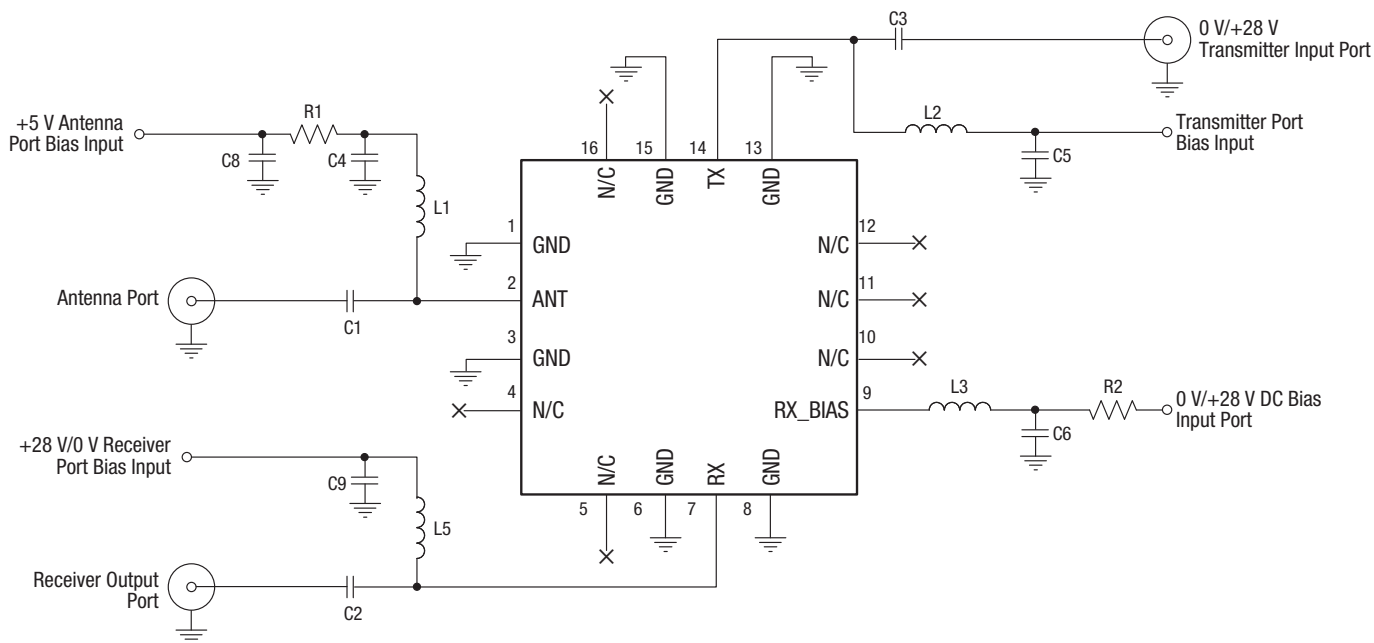 C3
0 V/+28 V
Transmitter Input Port
+5 V Antenna
Port Bias Input
R1
C8
C4
L1
L2
C5
Transmitter Port
Bias Input
16
15
14
13
N/C
GND
TX
GND
1
GND
12
N/C
Antenna Port
C1
2
ANT
11
N/C
3
GND
10
N/C
4
N/C
9
RX_BIAS
L3
C6
R2
0 V/+28 V DC Bias
Input Port
+28 V/0 V Receiver
Port Bias Input
C9
L5
N/C
GND
RX
GND
5
6
7
8
Receiver Output
Port
C2